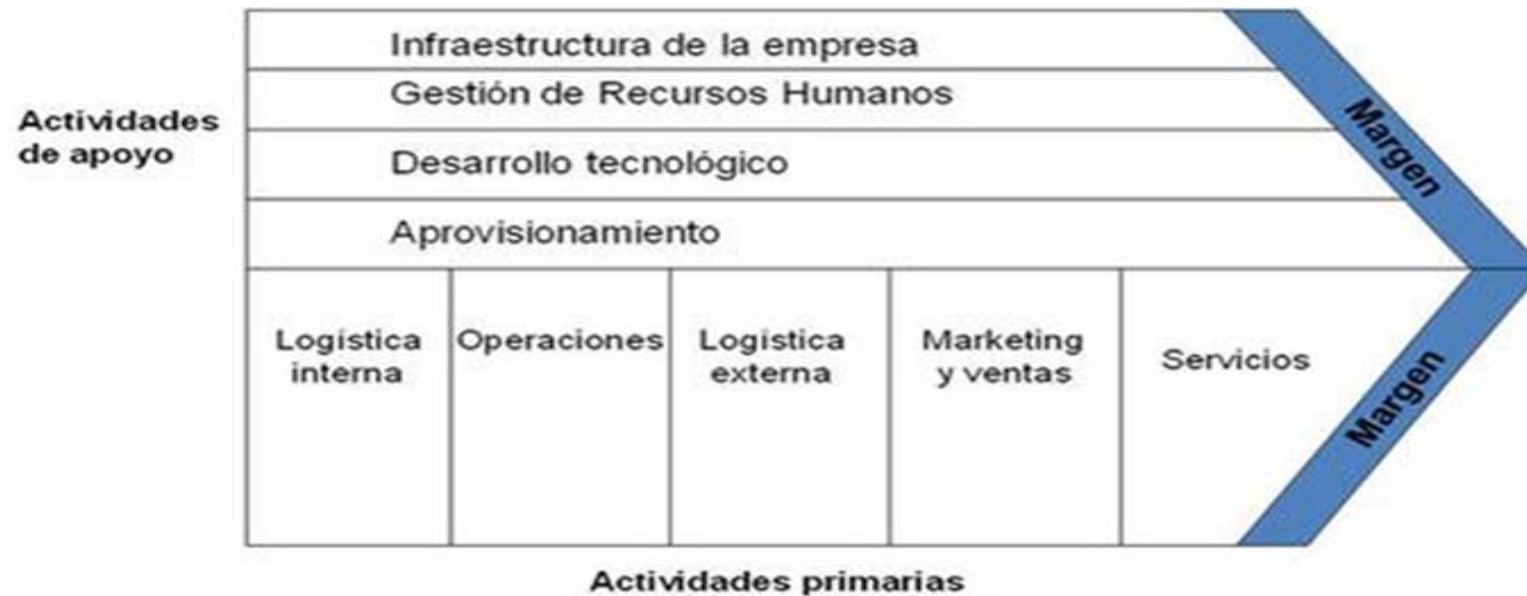 Infraestructura de la empresa
Gestión de Recursos Humanos
Actividades
de apoyo
Desarrollo tecnológico
Aprovisionamiento
Margen
Logística
interna
Operaciones
Logística
externa
Marketing
y ventas
Servicios
Margen
Actividades primarias